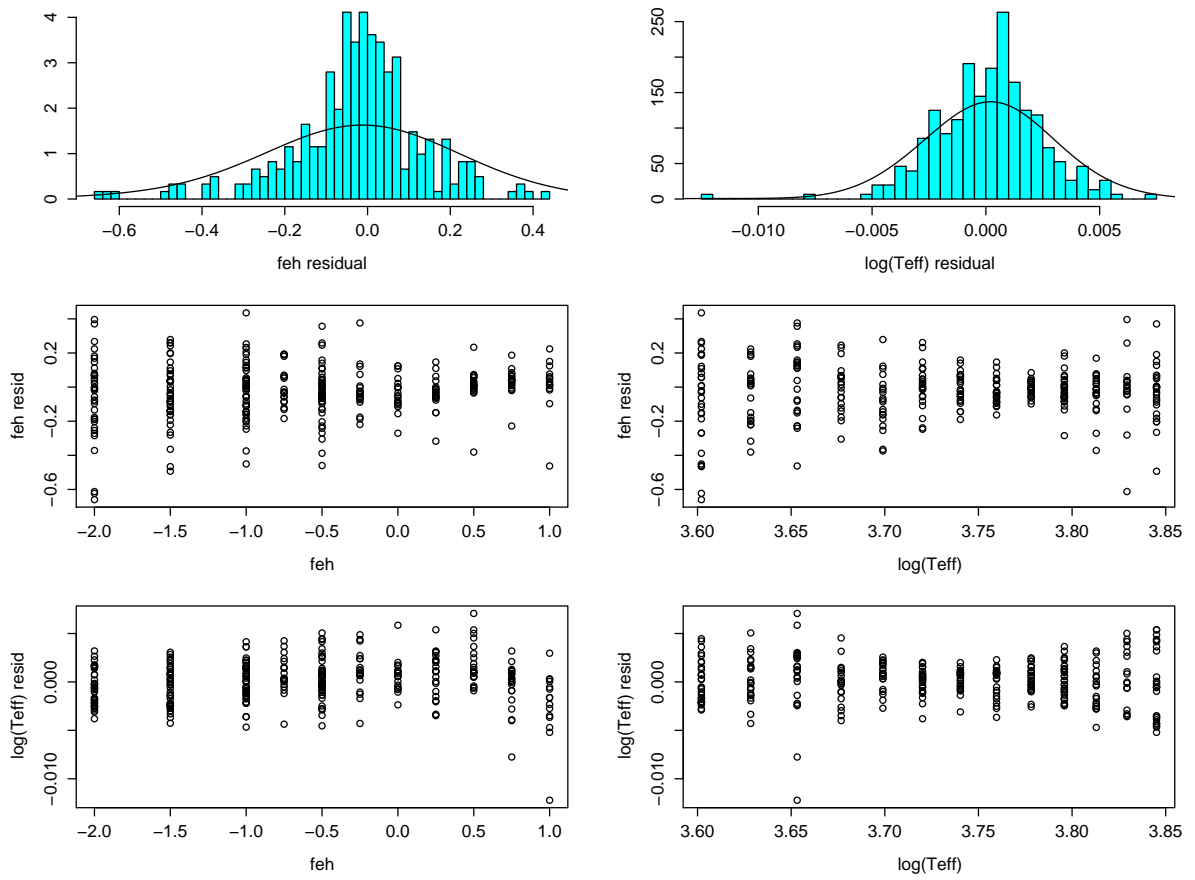 4
3
2
1
0
−0.6 −0.4 −0.2 0.0 0.2 0.4
feh residual
250
150
50
0
−0.010 −0.005 0.000 0.005
log(Teff) residual
feh resid
0.2
−0.2
−0.6
−2.0 −1.5 −1.0 −0.5 0.0 0.5 1.0
feh
feh resid
0.2
−0.2
−0.6
3.60 3.65 3.70 3.75 3.80 3.85
log(Teff)
log(Teff) resid
0.000
−0.010
−2.0 −1.5 −1.0 −0.5 0.0 0.5 1.0
feh
log(Teff) resid
0.000
−0.010
3.60 3.65 3.70 3.75 3.80 3.85
log(Teff)